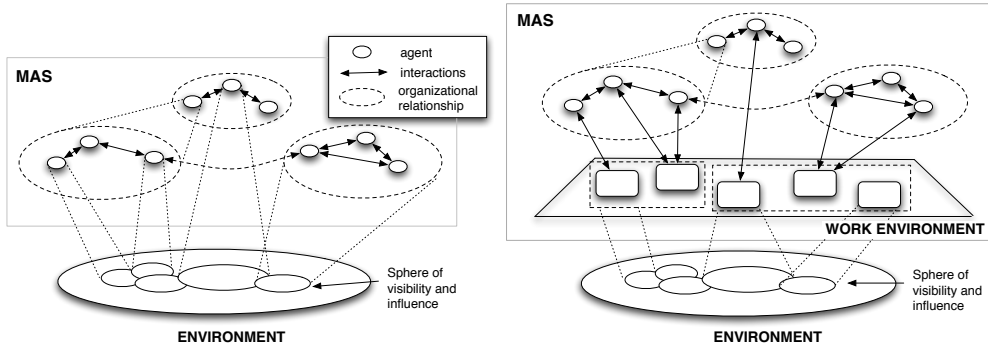 MAS
agent
interactions
organizational
relationship
Sphere of
visibility and
influence
ENVIRONMENT
MAS
WORK ENVIRONMENT
Sphere of
visibility and
influence
ENVIRONMENT